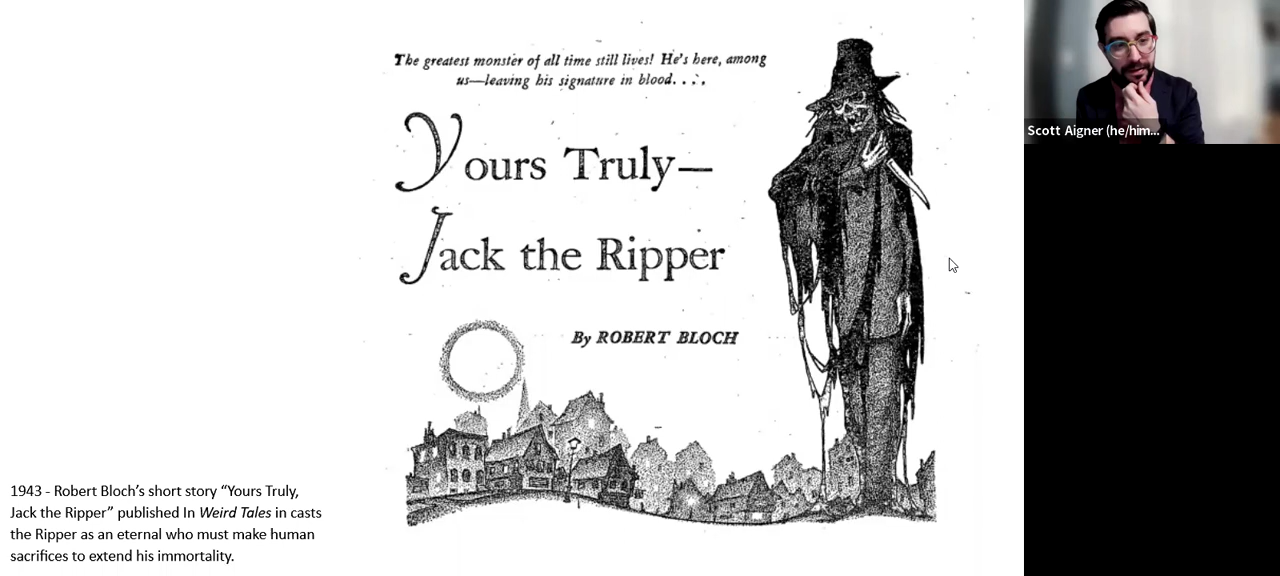 The greatest monster of all time still lives! He's here, among
us—leaving his signature in blood. . . .
Yours Truly—
Jack the Ripper
By ROBERT BLOCH
1943 - Robert Bloch's short story “Yours Truly,
Jack the Ripper” published In Weird Tales in casts
the Ripper as an eternal who must make human
sacrifices to extend his immortality.
Scott Aigner (he/him...